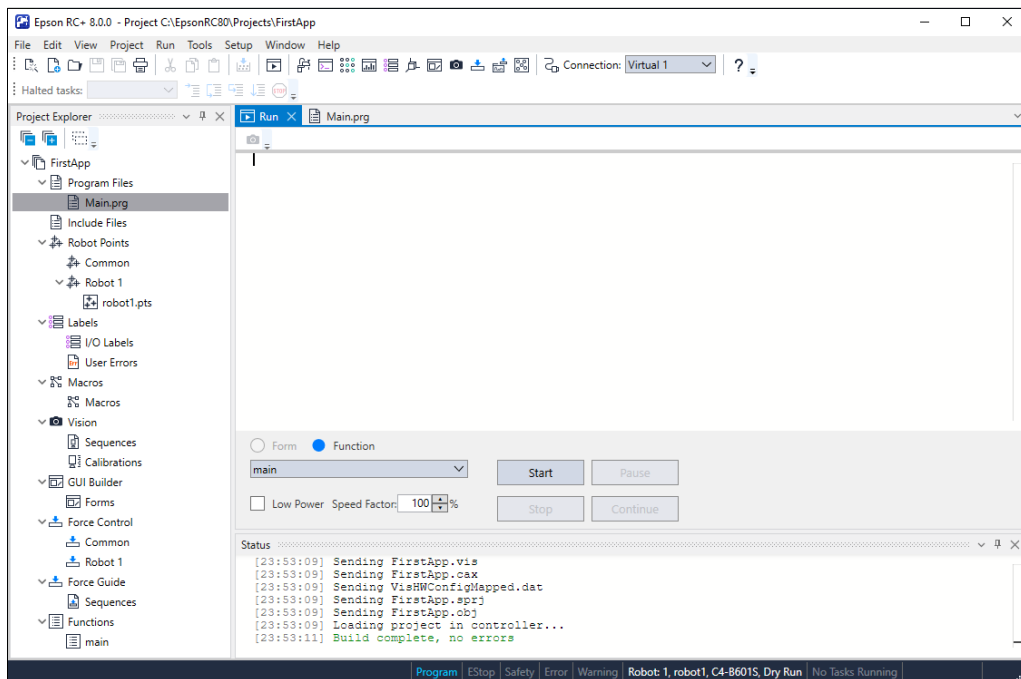 Epson RC+ 8.0.0 - Project C:\EpsonRC80\Projects\FirstApp
File Edit View Project Run Tools Setup Window Help
Connection: Virtual 1 ?
Halted tasks: STOP
Project Explorer
Run Main.prg
FirstApp
Program Files
Main.prg
Include Files
Robot Points
Common
Robot 1
robot1.pts
Labels
I/O Labels
Err User Errors
Macros
Macros
Vision
Sequences
Calibrations
GUI Builder
Forms
Force Control
Common
Robot 1
Force Guide
Sequences
Functions
main
Form Function
main
Start Pause
Low Power Speed Factor: 100 %
Stop Continue
Status
[23:53:09] Sending FirstApp.vis
[23:53:09] Sending FirstApp.cax
[23:53:09] Sending VisHWConfigMapped.dat
[23:53:09] Sending FirstApp.sprj
[23:53:09] Sending FirstApp.obj
[23:53:09] Loading project in controller...
[23:53:11] Build complete, no errors
Program EStop Safety Error Warning Robot: 1, robot1, C4-B601S, Dry Run No Tasks Running